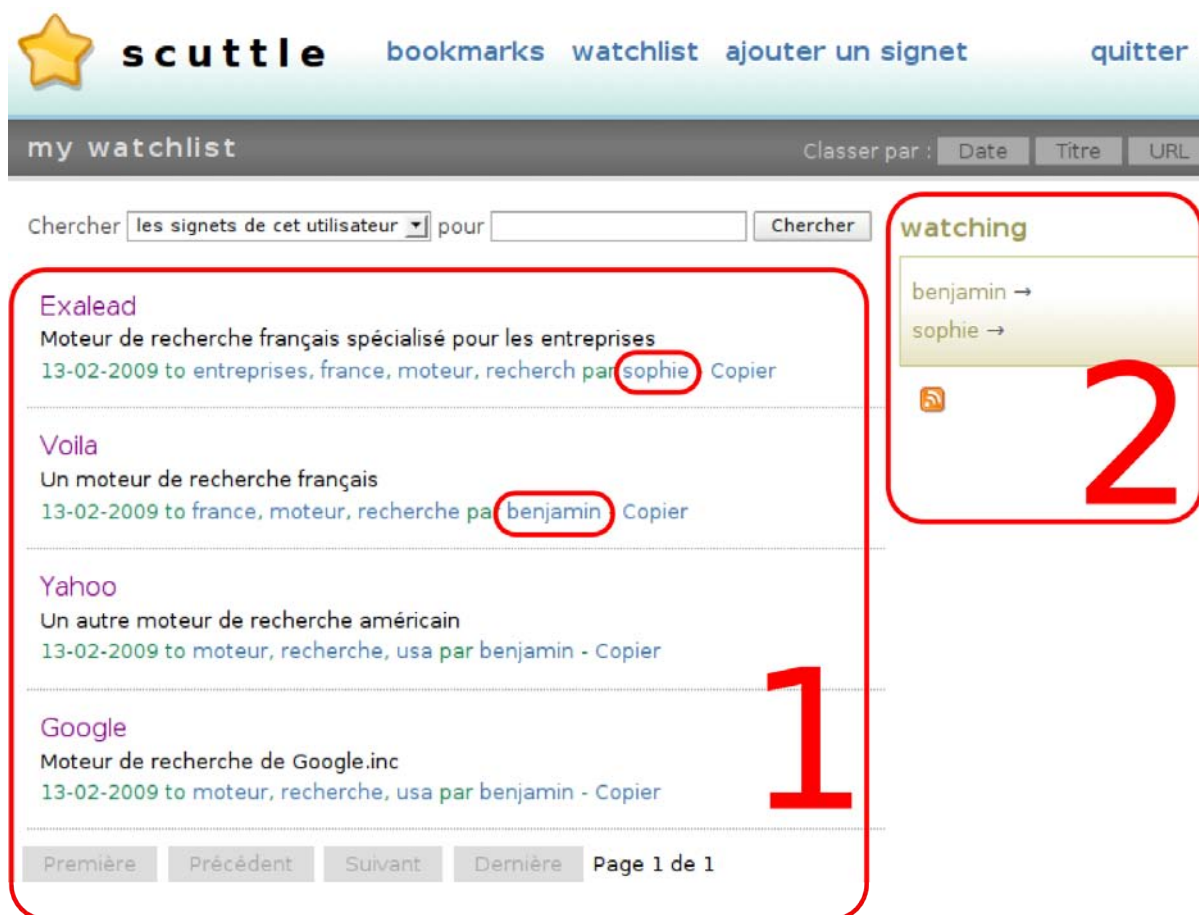 scuttle bookmarks watchlist ajouter un signet quitter
my watchlist Classer par : Date Titre URL
Chercher les signets de cet utilisateur pour Chercher
watching
benjamin →
sophie →
2
Exalead
Moteur de recherche français spécialisé pour les entreprises
13-02-2009 to entreprises, france, moteur, recherch par sophie - Copier
Voila
Un moteur de recherche français
13-02-2009 to france, moteur, recherche par benjamin - Copier
Yahoo
Un autre moteur de recherche américain
13-02-2009 to moteur, recherche, usa par benjamin - Copier
Google
Moteur de recherche de Google.inc
13-02-2009 to moteur, recherche, usa par benjamin - Copier
1
Première Précédent Suivant Dernière Page 1 de 1